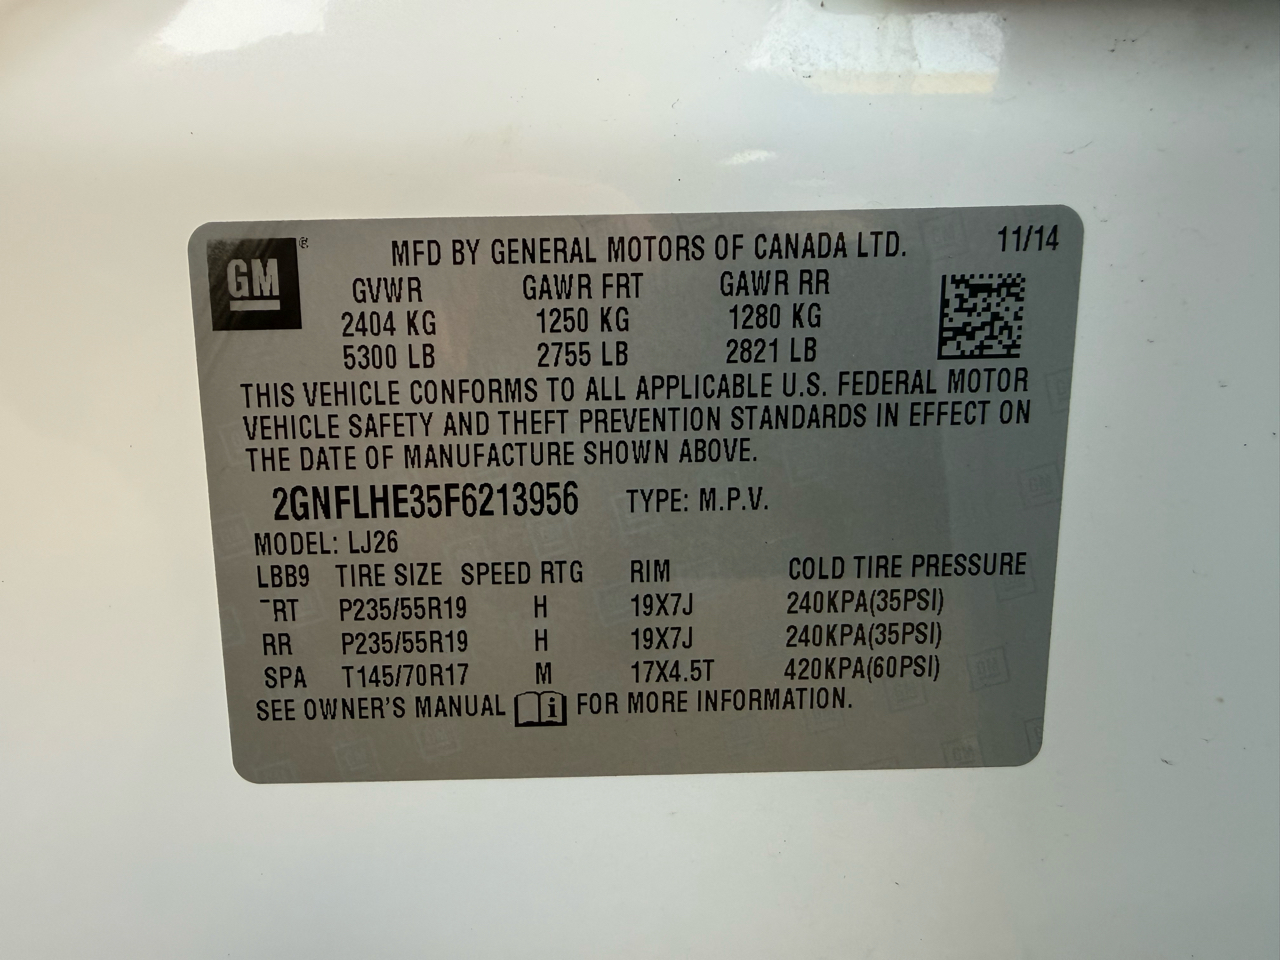 GM ® MFD BY GENERAL MOTORS OF CANADA LTD. 11/14
GVWR GAWR FRT GAWR RR
2404 KG 1250 KG 1280 KG
5300 LB 2755 LB 2821 LB
THIS VEHICLE CONFORMS TO ALL APPLICABLE U.S. FEDERAL MOTOR
VEHICLE SAFETY AND THEFT PREVENTION STANDARDS IN EFFECT ON
THE DATE OF MANUFACTURE SHOWN ABOVE.
2GNFLHE35F6213956 TYPE: M.P.V.
MODEL: LJ26
LBB9 TIRE SIZE SPEED RTG RIM COLD TIRE PRESSURE
‾RT P235/55R19 H 19X7J 240KPA(35PSI)
RR P235/55R19 H 19X7J 240KPA(35PSI)
SPA T145/70R17 M 17X4.5T 420KPA(60PSI)
SEE OWNER'S MANUAL i FOR MORE INFORMATION.